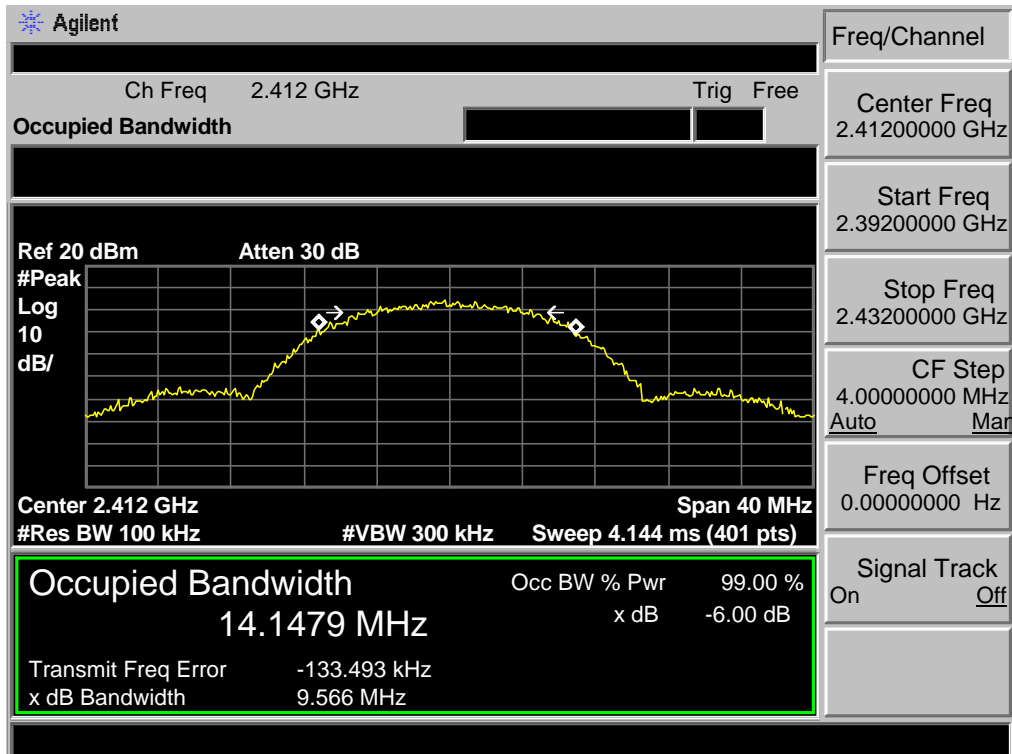 Agilent
Freq/Channel
Ch Freq 2.412 GHz Trig Free
Occupied Bandwidth
Center Freq
2.41200000 GHz
Start Freq
2.39200000 GHz
Stop Freq
2.43200000 GHz
CF Step
4.00000000 MHz
Auto Man
Freq Offset
0.00000000 Hz
Signal Track
On Off
Ref 20 dBm Atten 30 dB
#Peak
Log
10
dB/
Center 2.412 GHz Span 40 MHz
#Res BW 100 kHz #VBW 300 kHz Sweep 4.144 ms (401 pts)
Occupied Bandwidth Occ BW % Pwr 99.00 %
14.1479 MHz x dB -6.00 dB
Transmit Freq Error -133.493 kHz
x dB Bandwidth 9.566 MHz